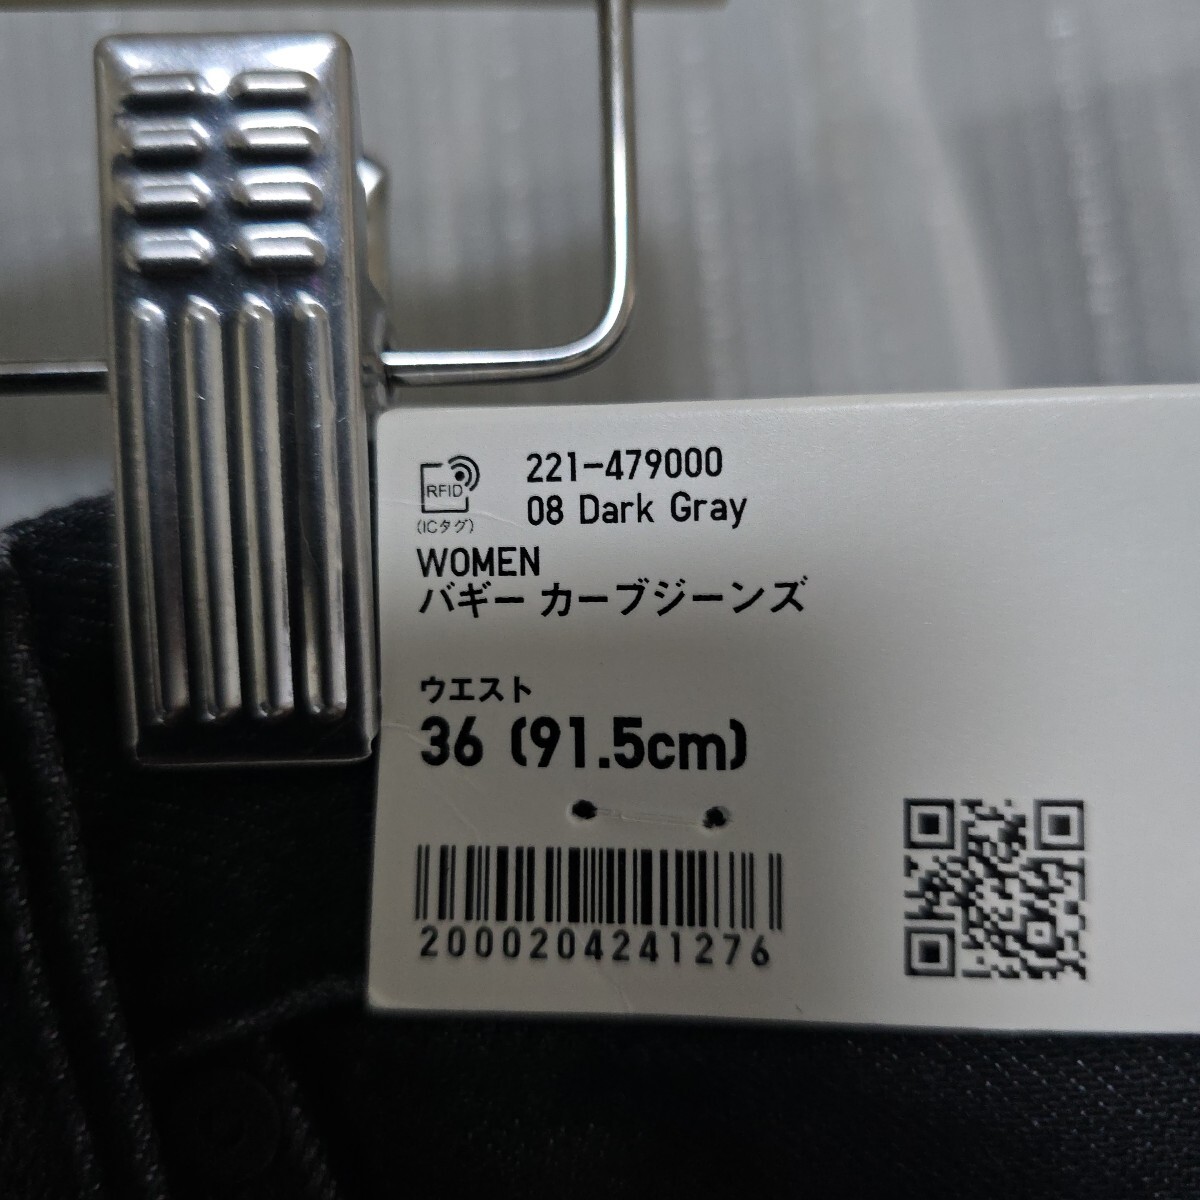 RFID
(ICタグ)
221-479000
08 Dark Gray
WOMEN
バギー カーブジーンズ
ウエスト
36 (91.5cm)
2000204241276